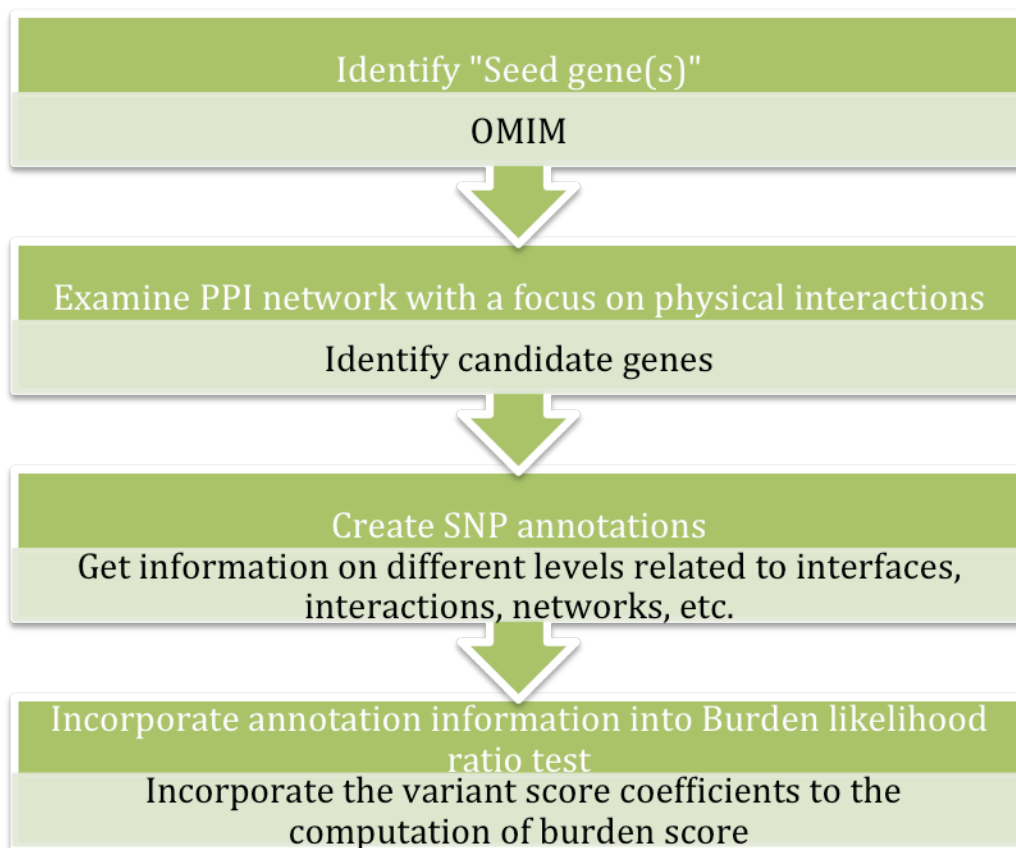 Identify "Seed gene(s)"
OMIM
Examine PPI network with a focus on physical interactions
Identify candidate genes
Create SNP annotations
Get information on different levels related to interfaces,
interactions, networks, etc.
Incorporate annotation information into Burden likelihood
ratio test
Incorporate the variant score coefficients to the
computation of burden score